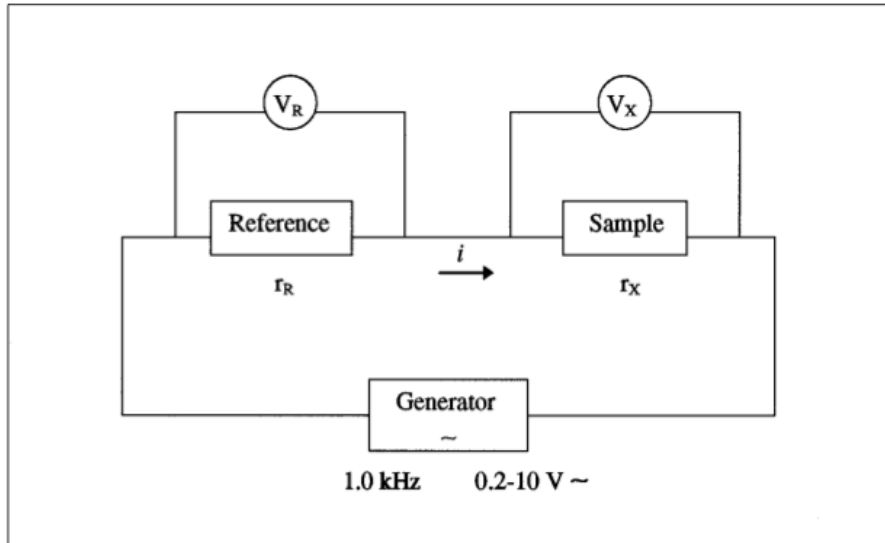 V_R V_X
Reference Sample
i
r_R r_X
Generator
~
1.0 kHz 0.2-10 V ~